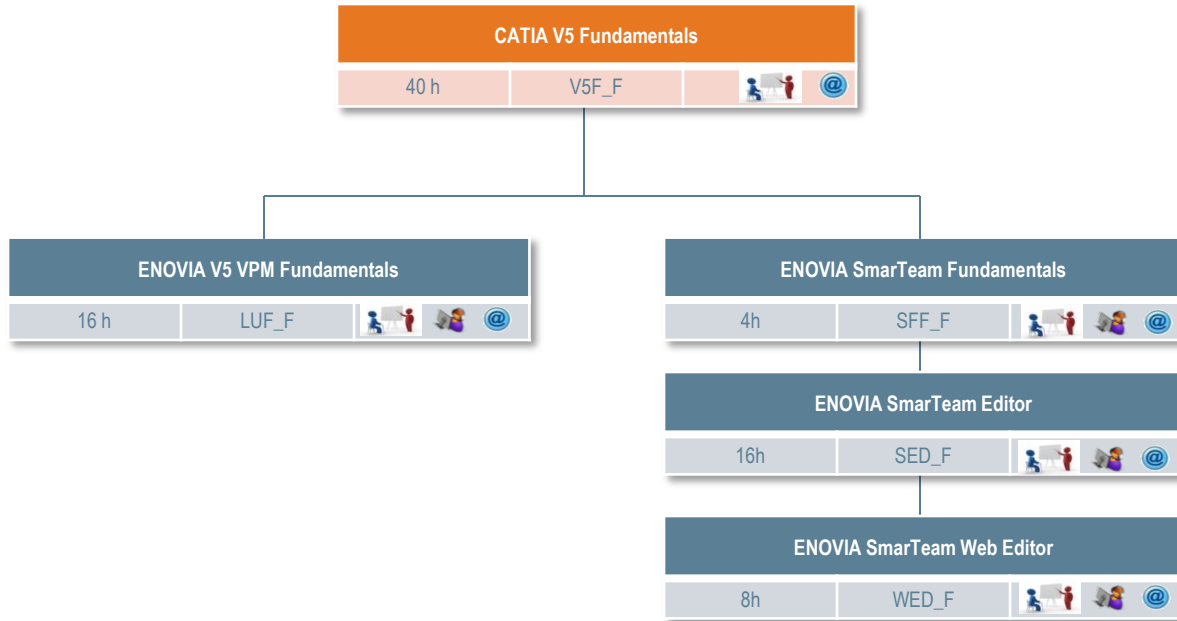 CATIA V5 Fundamentals
40 h V5F_F @
ENOVIA V5 VPM Fundamentals
16 h LUF_F @
ENOVIA SmarTeam Fundamentals
4h SFF_F @
ENOVIA SmarTeam Editor
16h SED_F @
ENOVIA SmarTeam Web Editor
8h WED_F @